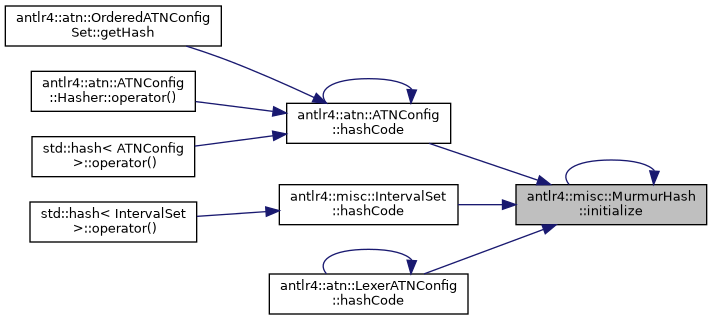 antlr4::atn::OrderedATNConfig
Set::getHash
antlr4::atn::ATNConfig
::Hasher::operator()
std::hash< ATNConfig
>::operator()
std::hash< IntervalSet
>::operator()
antlr4::atn::ATNConfig
::hashCode
antlr4::misc::IntervalSet
::hashCode
antlr4::atn::LexerATNConfig
::hashCode
antlr4::misc::MurmurHash
::initialize